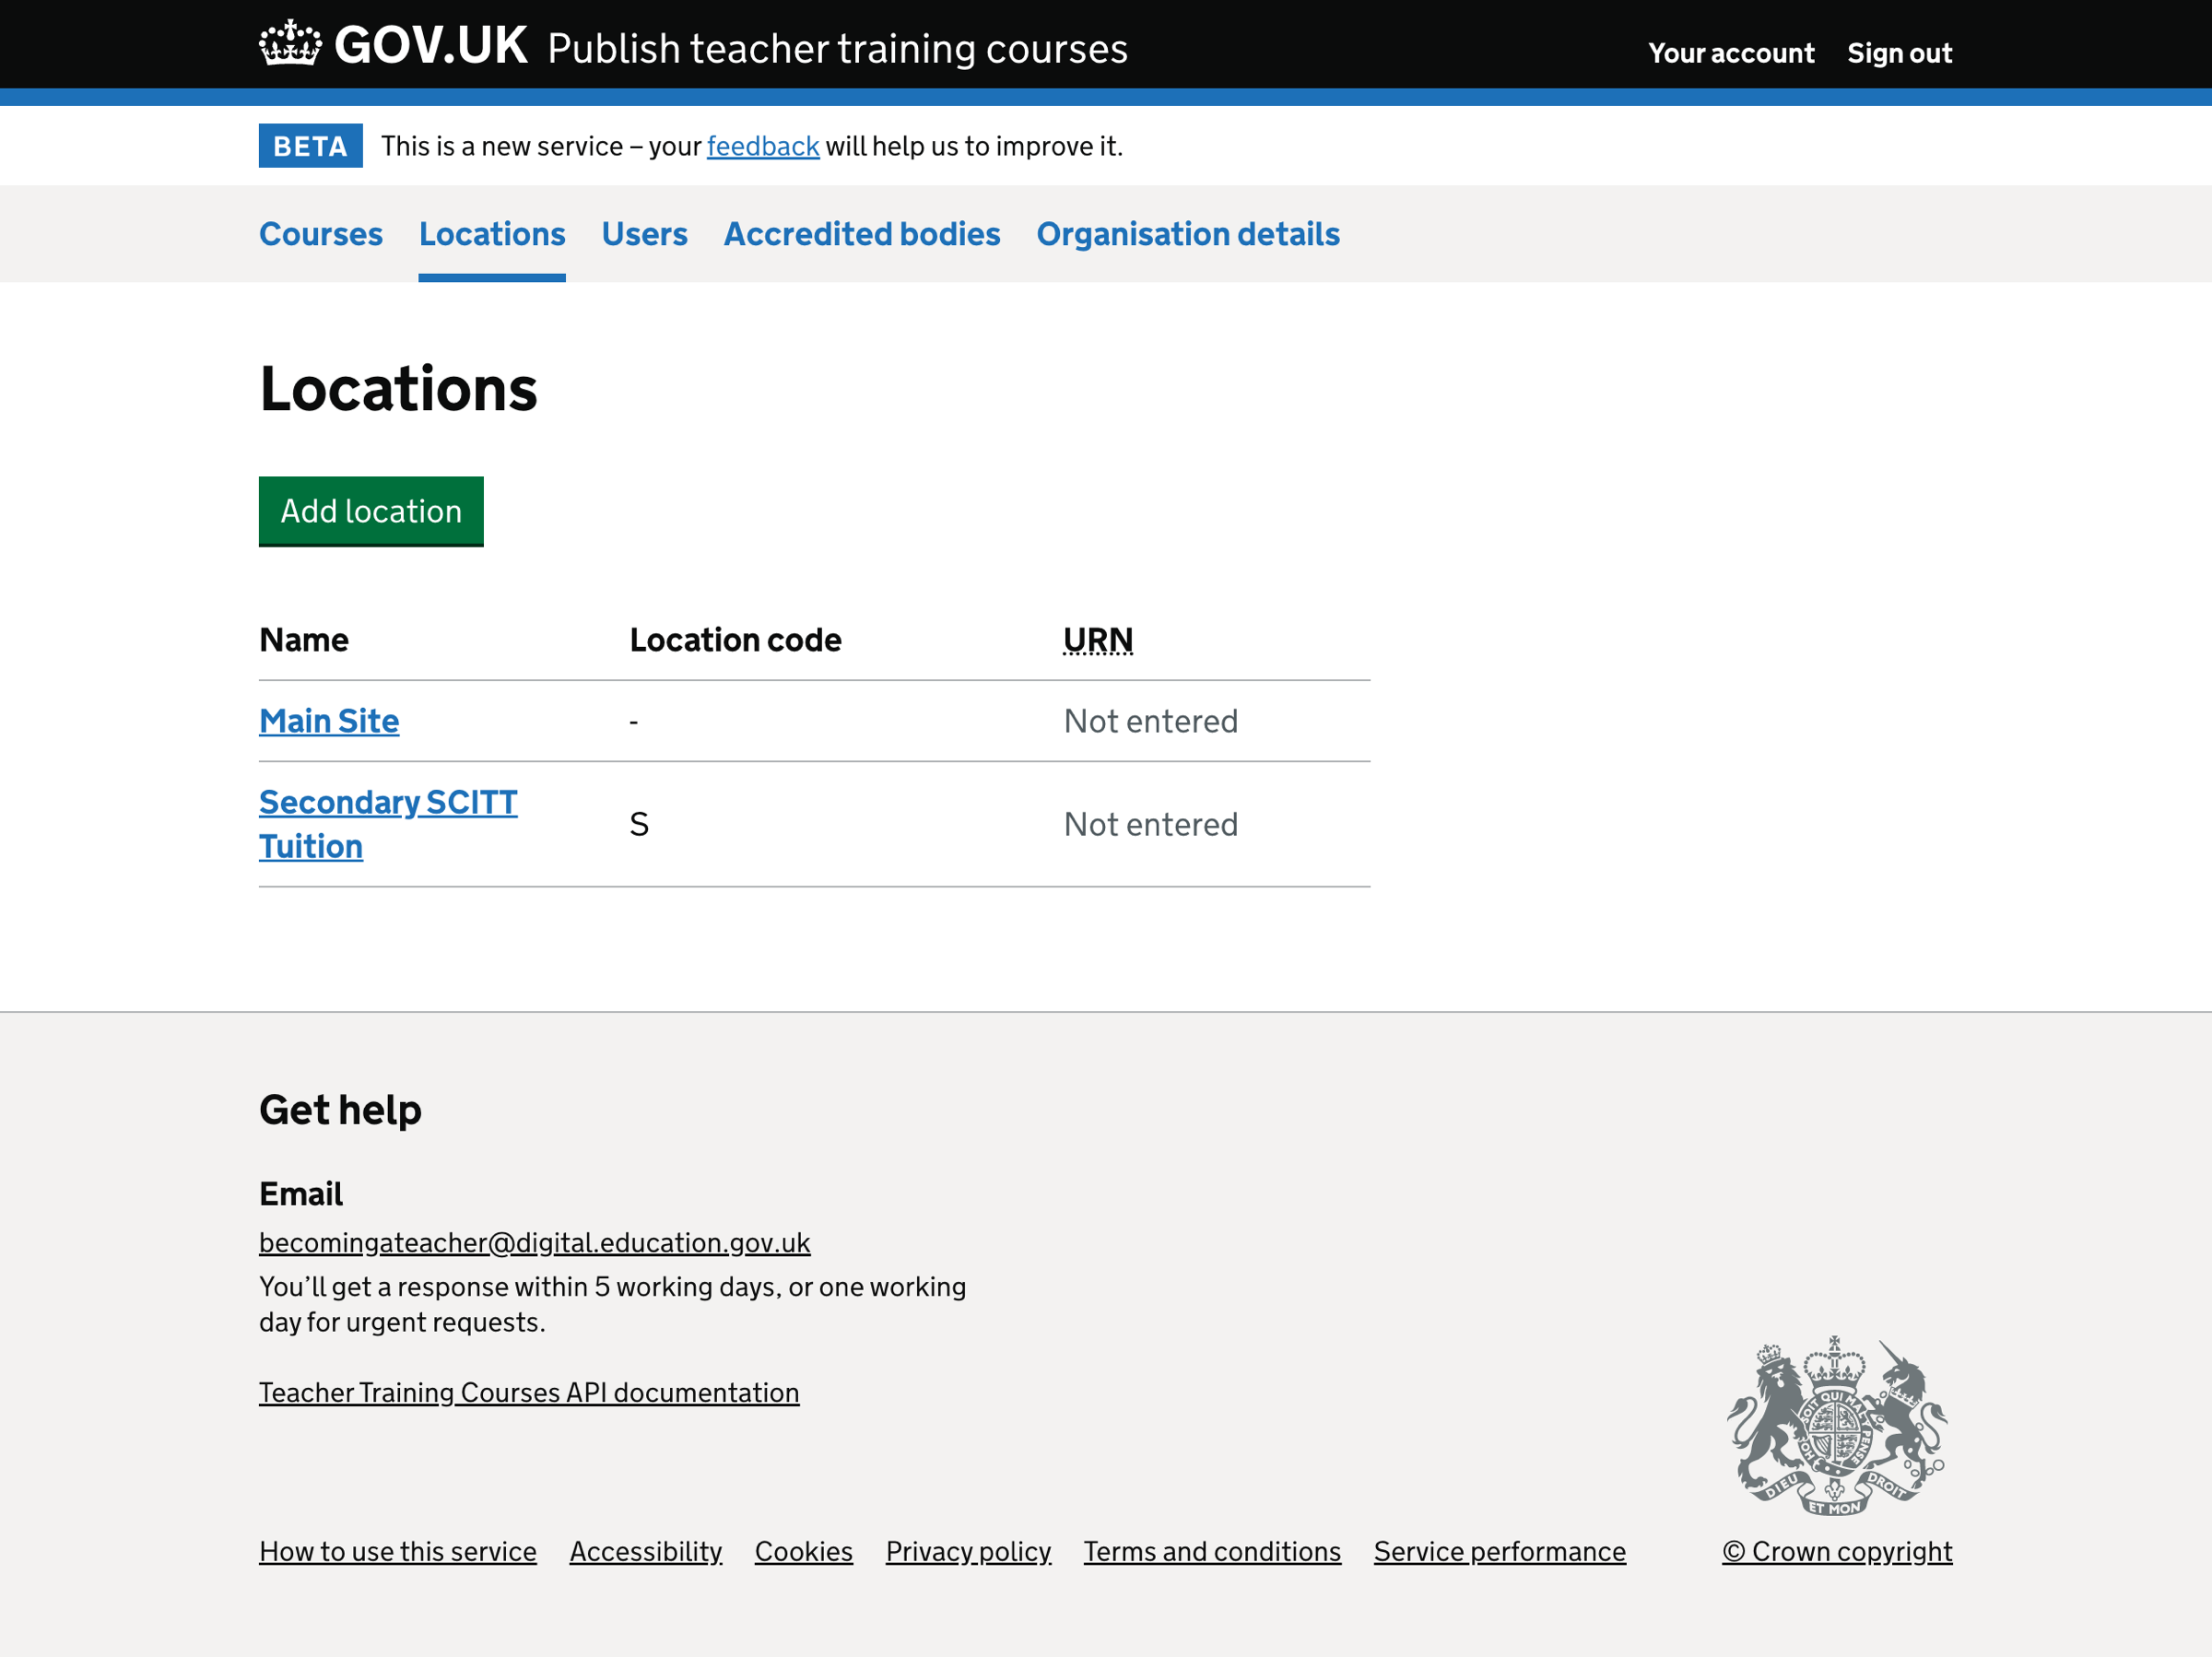 GOV.UK Publish teacher training courses
Your account Sign out
BETA This is a new service – your feedback will help us to improve it.
Courses Locations Users Accredited bodies Organisation details
Locations
Add location
Name Location code URN
Main Site - Not entered
Secondary SCITT
Tuition
S Not entered
Get help
Email
becomingateacher@digital.education.gov.uk
You’ll get a response within 5 working days, or one working
day for urgent requests.
Teacher Training Courses API documentation
SOIT QUI MAL Y PENSE
DIEU ET MON DROIT
How to use this service Accessibility Cookies Privacy policy Terms and conditions Service performance
© Crown copyright